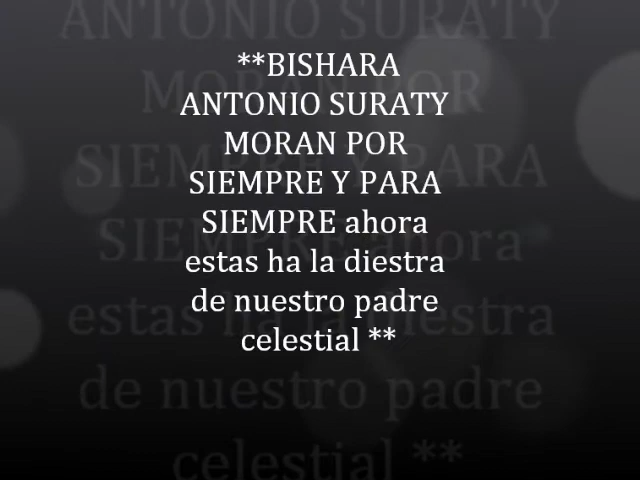 **BISHARA
ANTONIO SURATY
MORAN POR
SIEMPRE Y PARA
SIEMPRE ahora
estas ha la diestra
de nuestro padre
celestial **